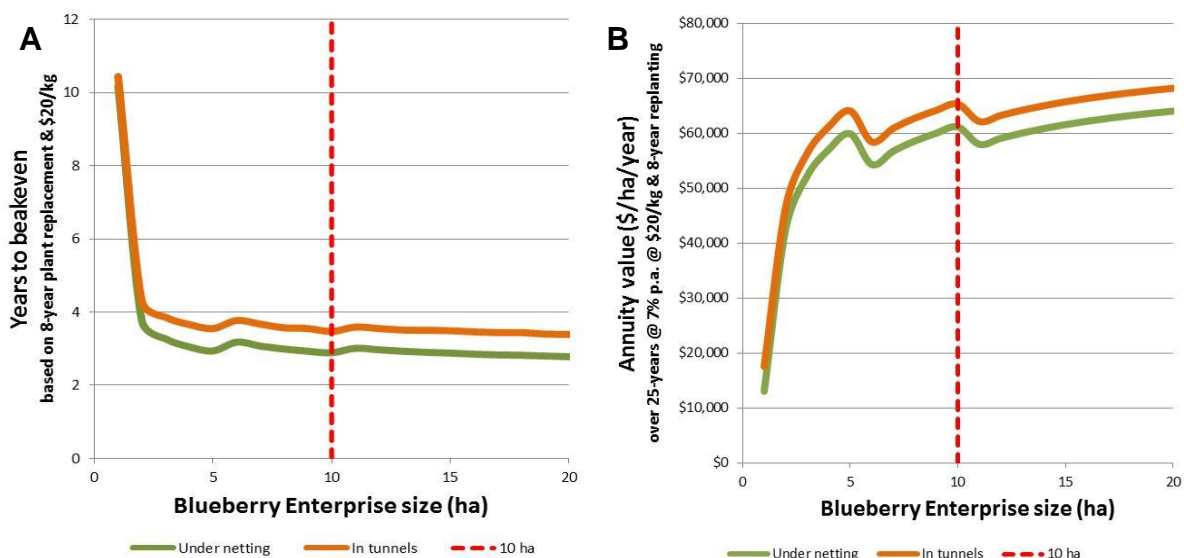 A
Years to beakeven
based on 8-year plant replacement & $20/kg
12
10
8
6
4
2
0
0
5
10
15
20
Blueberry Enterprise size (ha)
Under netting
In tunnels
10 ha
B
Annuity value ($/ha/year)
over 25-years @ 7% p.a. @ $20/kg & 8-year replanting
$80,000
$70,000
$60,000
$50,000
$40,000
$30,000
$20,000
$10,000
$0
0
5
10
15
20
Blueberry Enterprise size (ha)
Under netting
In tunnels
10 ha